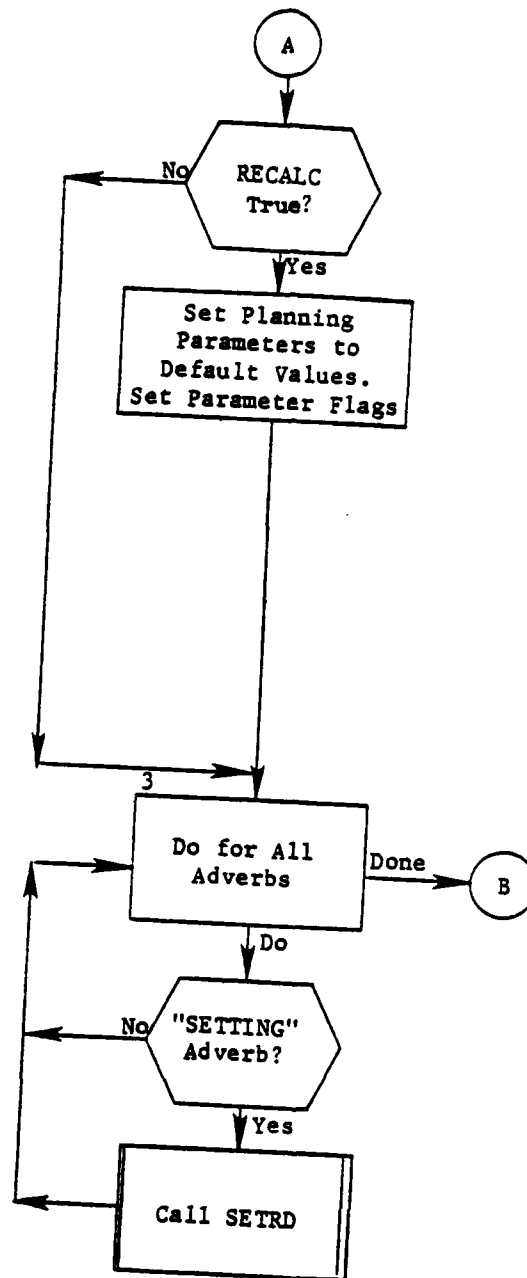 A
No
RECALC
True?
Yes
Set Planning
Parameters to
Default Values.
Set Parameter Flags
3
Do for All
Adverbs
Done
B
Do
No
"SETTING"
Adverb?
Yes
Call SETRD